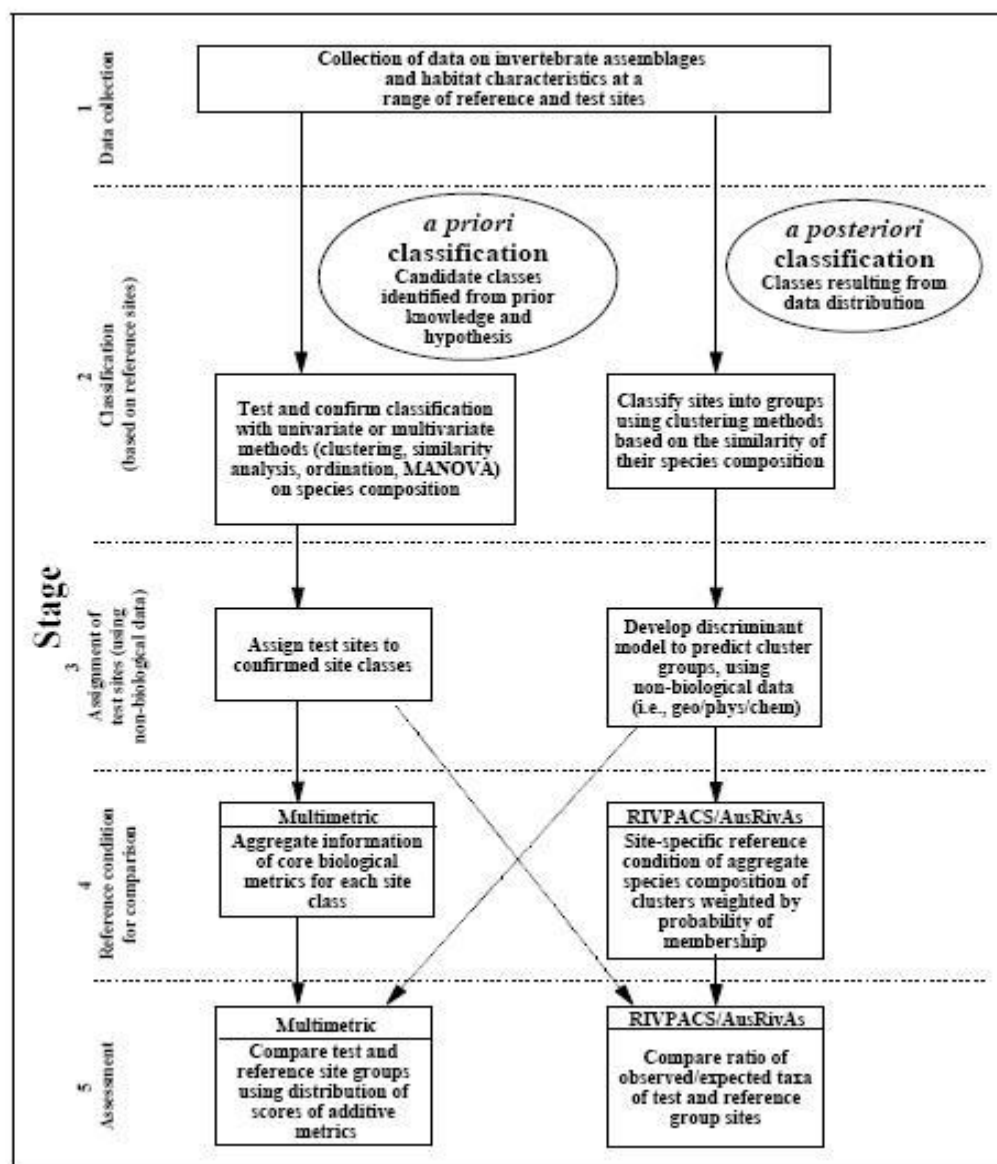 Collection of data on invertebrate assemblages
and habitat characteristics at a
range of reference and test sites
1
Data collection
a priori
classification
Candidate classes
identified from prior
knowledge and
hypothesis
a posteriori
classification
Classes resulting from
data distribution
2
Classification
(based on reference sites)
Test and confirm classification
with univariate or multivariate
methods (clustering, similarity
analysis, ordination, MANOVA)
on species composition
Classify sites into groups
using clustering methods
based on the similarity of
their species composition
Stage
3
Assignment of
test sites (using
non-biological data)
Assign test sites to
confirmed site classes
Develop discriminant
model to predict cluster
groups, using
non-biological data
(i.e., geo/phys/chem)
4
Reference condition
for comparison
Multimetric
Aggregate information
of core biological
metrics for each site
class
RIVPACS/AusRivAs
Site-specific reference
condition of aggregate
species composition of
clusters weighted by
probability of
membership
5
Assessment
Multimetric
Compare test and
reference site groups
using distribution of
scores of additive
metrics
RIVPACS/AusRivAs
Compare ratio of
observed/expected taxa
of test and reference
group sites